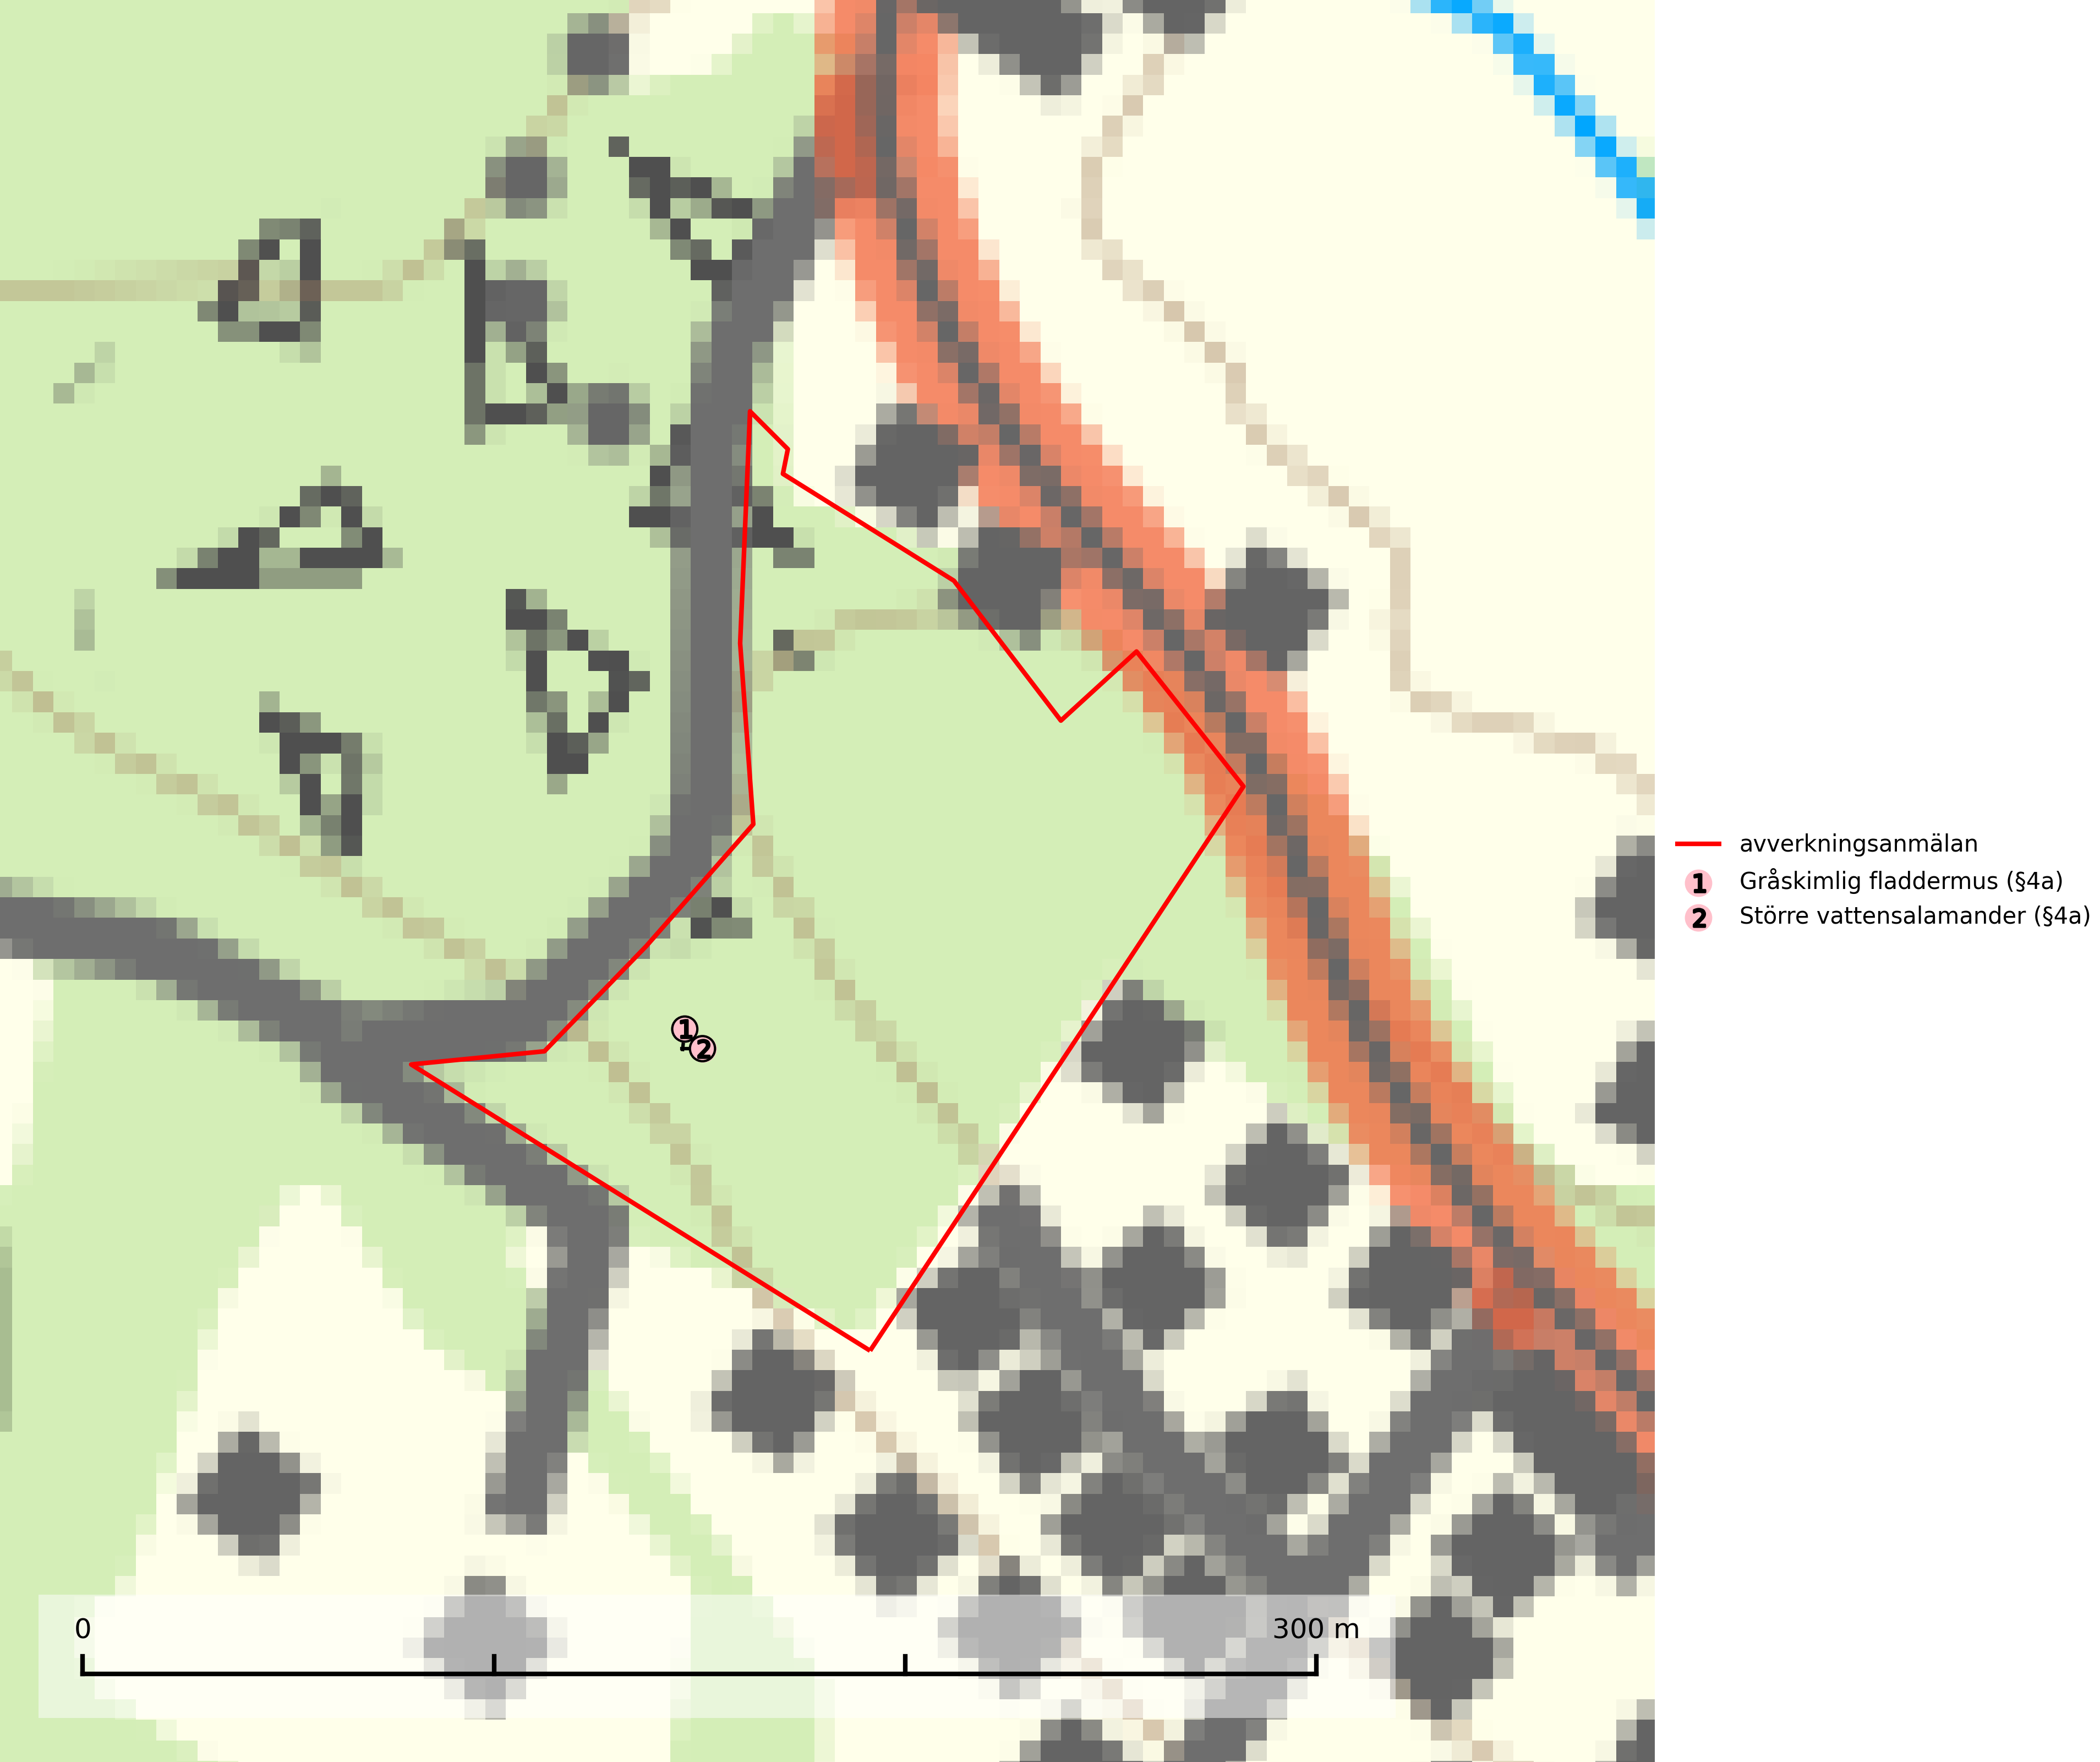 avverkningsanmälan
1 Gråskimlig fladdermus (§4a)
2 Större vattensalamander (§4a)
1
2
0 300 m